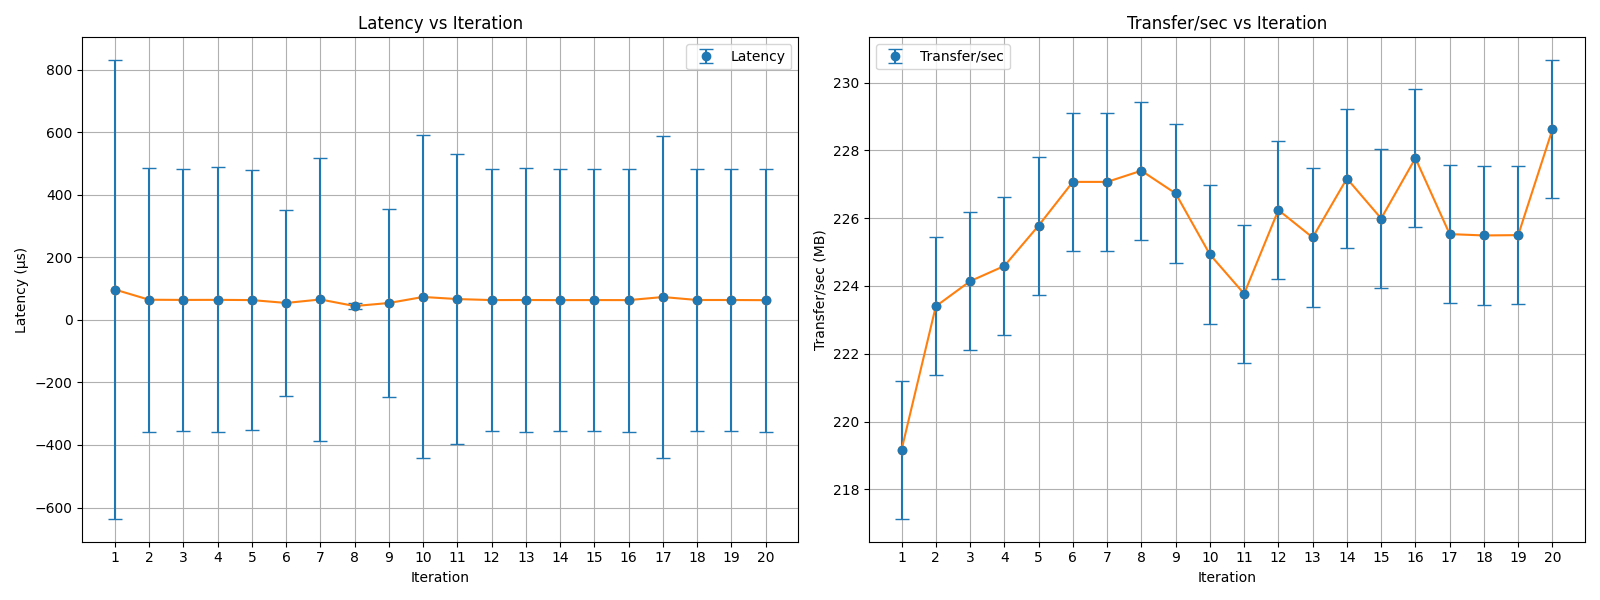 Latency vs Iteration
Latency
Latency (µs)
800
600
400
200
0
−200
−400
−600
1 2 3 4 5 6 7 8 9 10 11 12 13 14 15 16 17 18 19 20
Iteration
Transfer/sec vs Iteration
Transfer/sec
Transfer/sec (MB)
230
228
226
224
222
220
218
1 2 3 4 5 6 7 8 9 10 11 12 13 14 15 16 17 18 19 20
Iteration